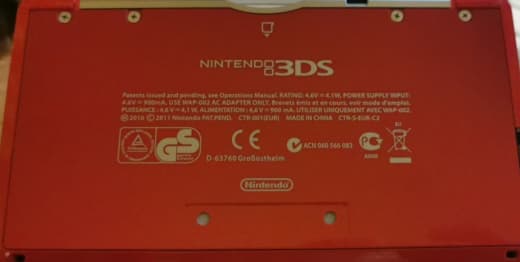 NINTENDO 3DS
Patents issued and pending, see Operations Manual. RATING: 4.6V ⎓ 4.1W, POWER SUPPLY INPUT:
4.6V ⎓ 900mA. USE WAP-002 AC ADAPTER ONLY. Brevets émis et en cours, voir mode d'emploi.
PUISSANCE : 4,6 V ⎓ 4,1 W, ALIMENTATION : 4,6 V ⎓ 900 mA. UTILISER UNIQUEMENT AVEC WAP-002.
© 2010 © 2011 Nintendo PAT.PEND. CTR-001(EUR) MADE IN CHINA CTR-S-EUR-C3
GS
CE
D-63760 Großostheim
ACN 060 566 083
Nintendo